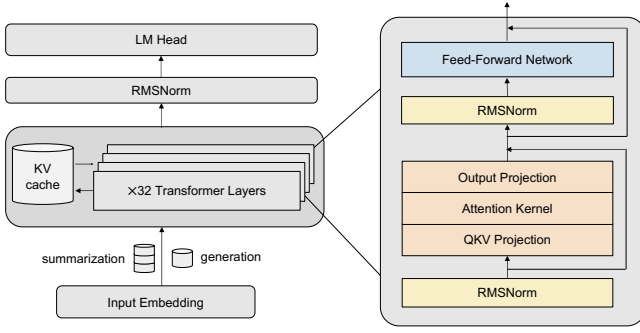 LM Head
RMSNorm
KV
cache
×32 Transformer Layers
summarization
generation
Input Embedding
Feed-Forward Network
RMSNorm
Output Projection
Attention Kernel
QKV Projection
RMSNorm